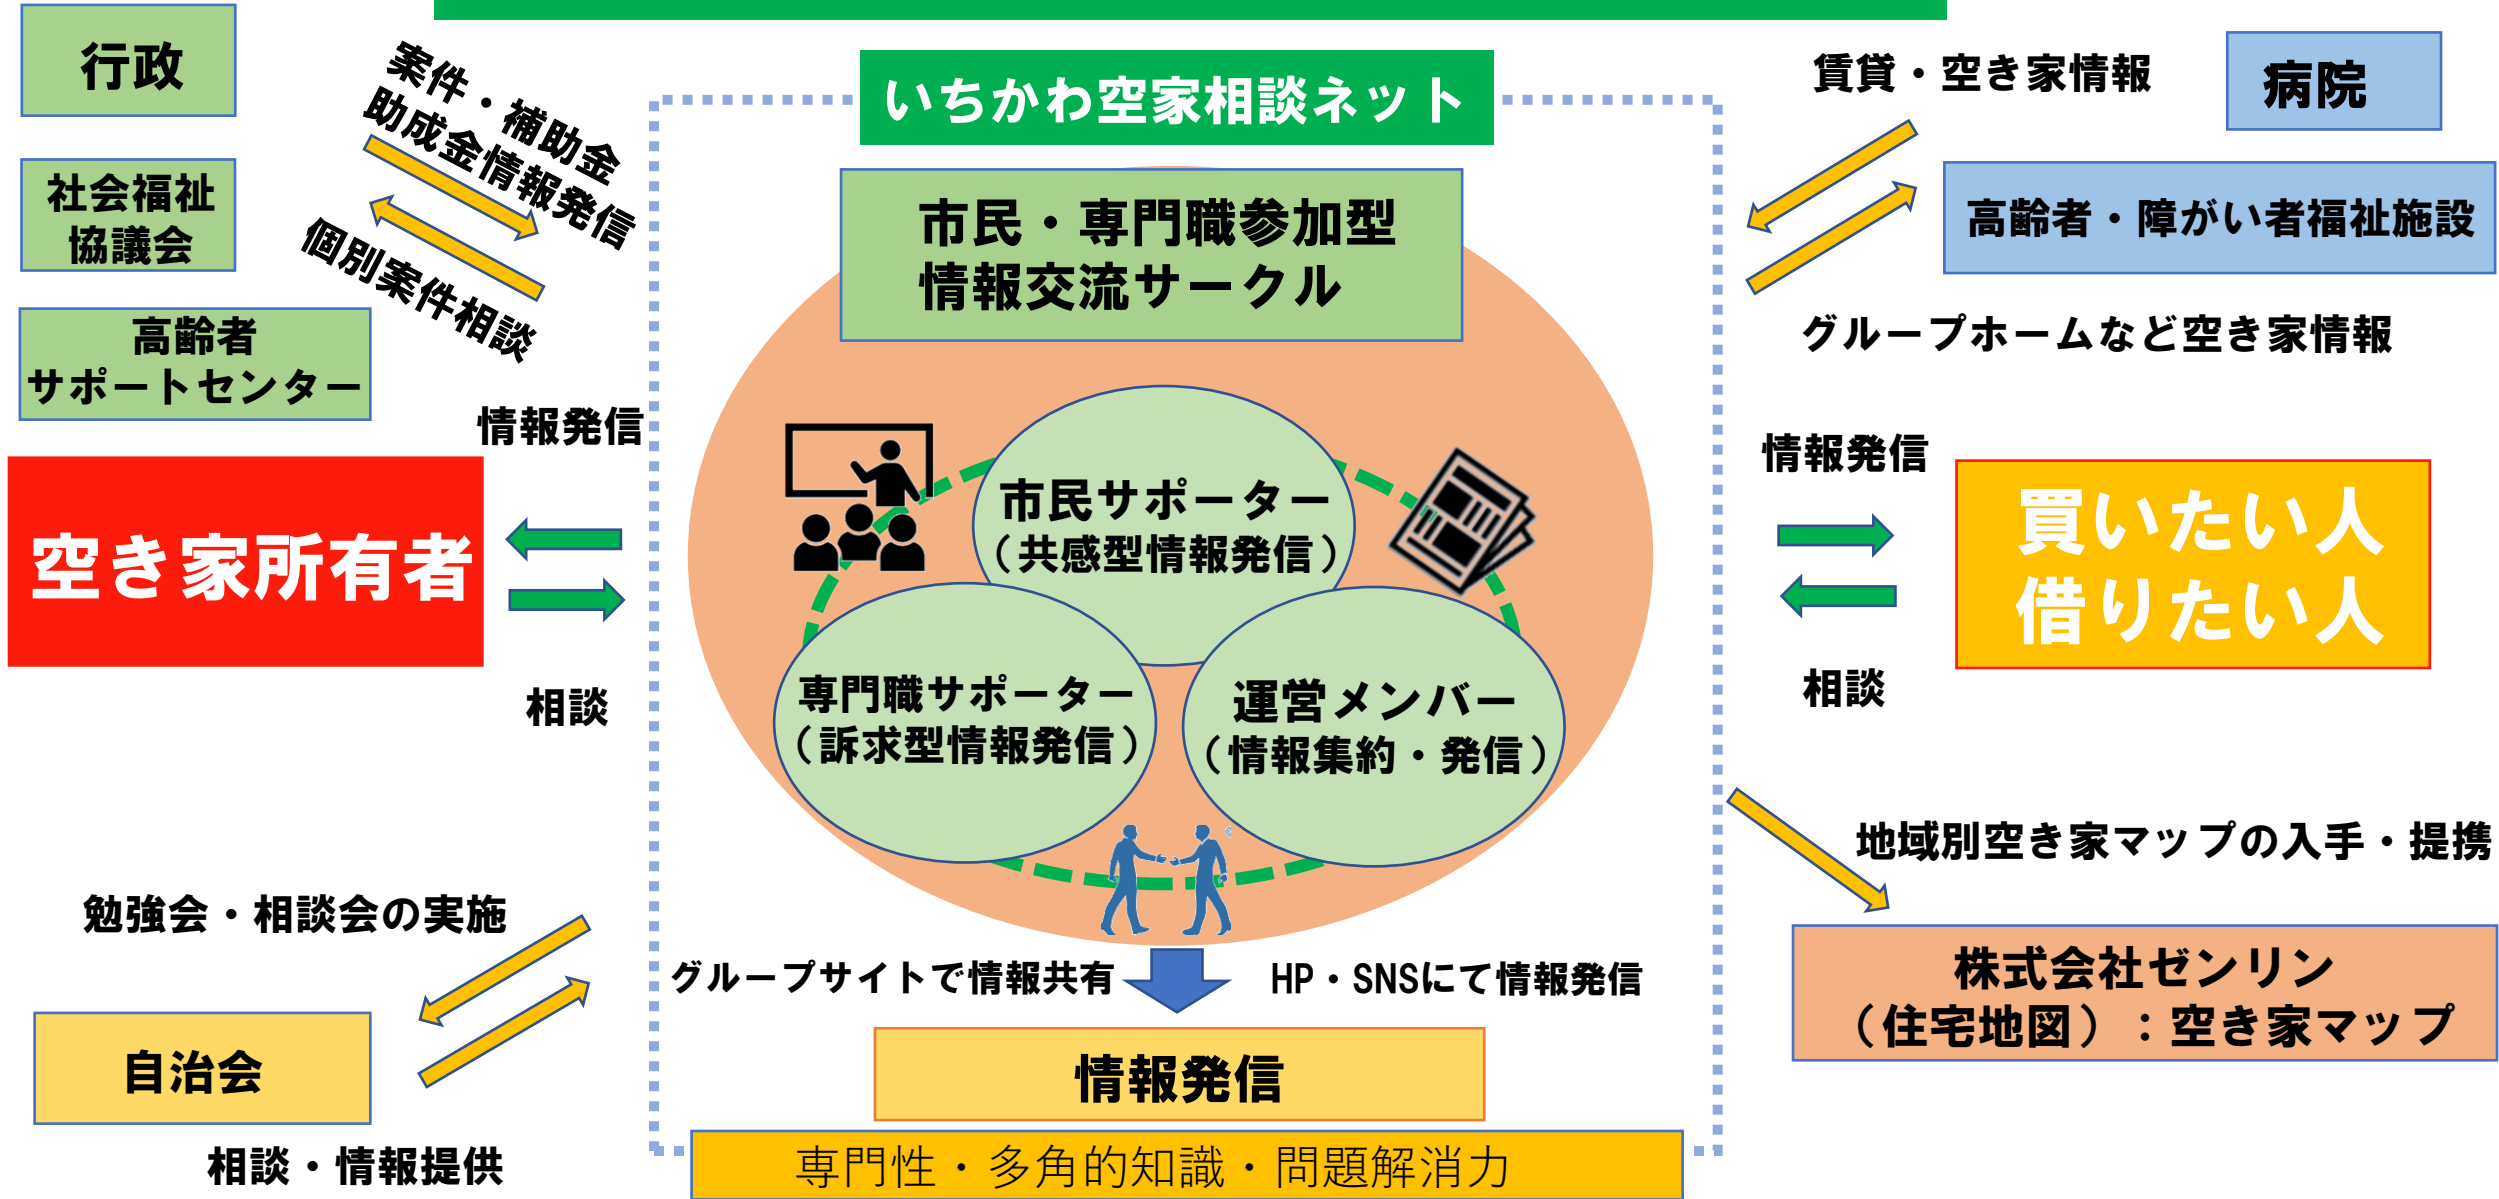 行政
社会福祉
協議会
高齢者
サポートセンター
案件・補助金
助成金情報発信
個別案件相談
情報発信
空き家所有者
相談
勉強会・相談会の実施
自治会
相談・情報提供
いちかわ空家相談ネット
市民・専門職参加型
情報交流サークル
市民サポーター
（共感型情報発信）
専門職サポーター
（訴求型情報発信）
運営メンバー
（情報集約・発信）
グループサイトで情報共有
HP・SNSにて情報発信
情報発信
専門性・多角的知識・問題解消力
賃貸・空き家情報
病院
高齢者・障がい者福祉施設
グループホームなど空き家情報
情報発信
買いたい人
借りたい人
相談
地域別空き家マップの入手・提携
株式会社ゼンリン
（住宅地図）：空き家マップ